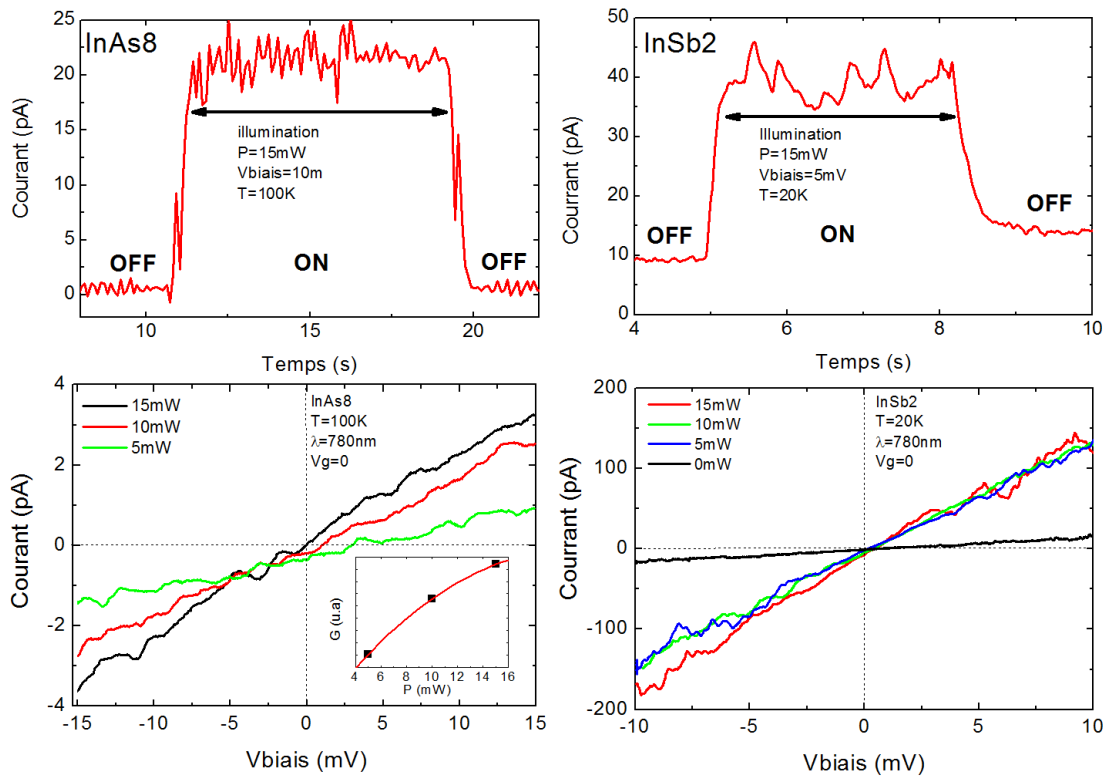 InAs8
Courant (pA)
25
20
15
10
5
0
illumination
P=15mW
Vbiais=10m
T=100K
OFF
ON
OFF
10
15
20
Temps (s)
InSb2
Courrant (pA)
50
40
30
20
10
0
Illumination
P=15mW
Vbiais=5mV
T=20K
OFF
ON
OFF
4
6
8
10
Temps (s)
Courant (pA)
4
2
0
-2
-4
15mW
10mW
5mW
InAs8
T=100K
λ=780nm
Vg=0
G (u.a)
4 6 8 10 12 14 16
P (mW)
-15 -10 -5 0 5 10 15
Vbiais (mV)
Courrant (pA)
200
100
0
-100
-200
15mW
10mW
5mW
0mW
InSb2
T=20K
λ=780nm
Vg=0
-10 -5 0 5 10
Vbiais (mV)